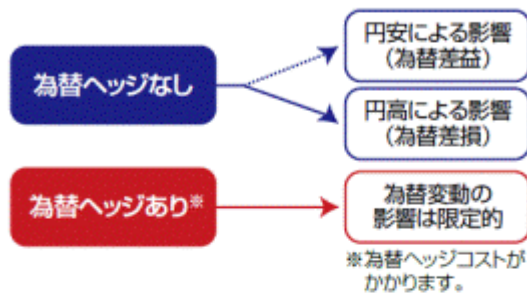 為替ヘッジなし
円安による影響
(為替差益)
円高による影響
(為替差損)
為替ヘッジあり※
為替変動の
影響は限定的
※為替ヘッジコストが
かかります。